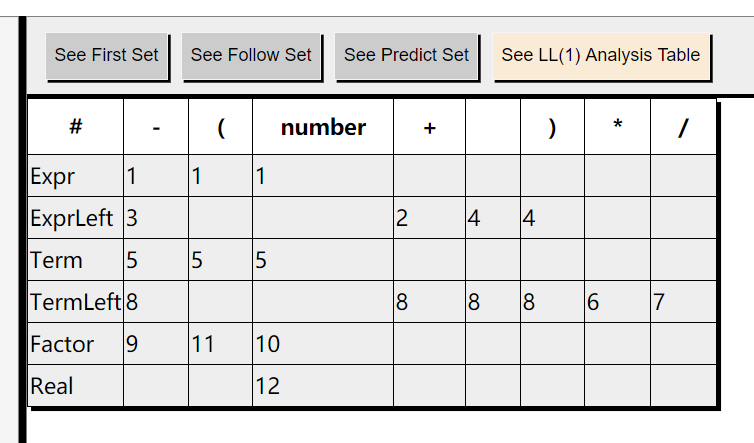 See First Set See Follow Set See Predict Set See LL(1) Analysis Table
# - ( number + ) * /
Expr 1 1 1
ExprLeft 3 2 4 4
Term 5 5 5
TermLeft 8 8 8 8 6 7
Factor 9 11 10
Real 12